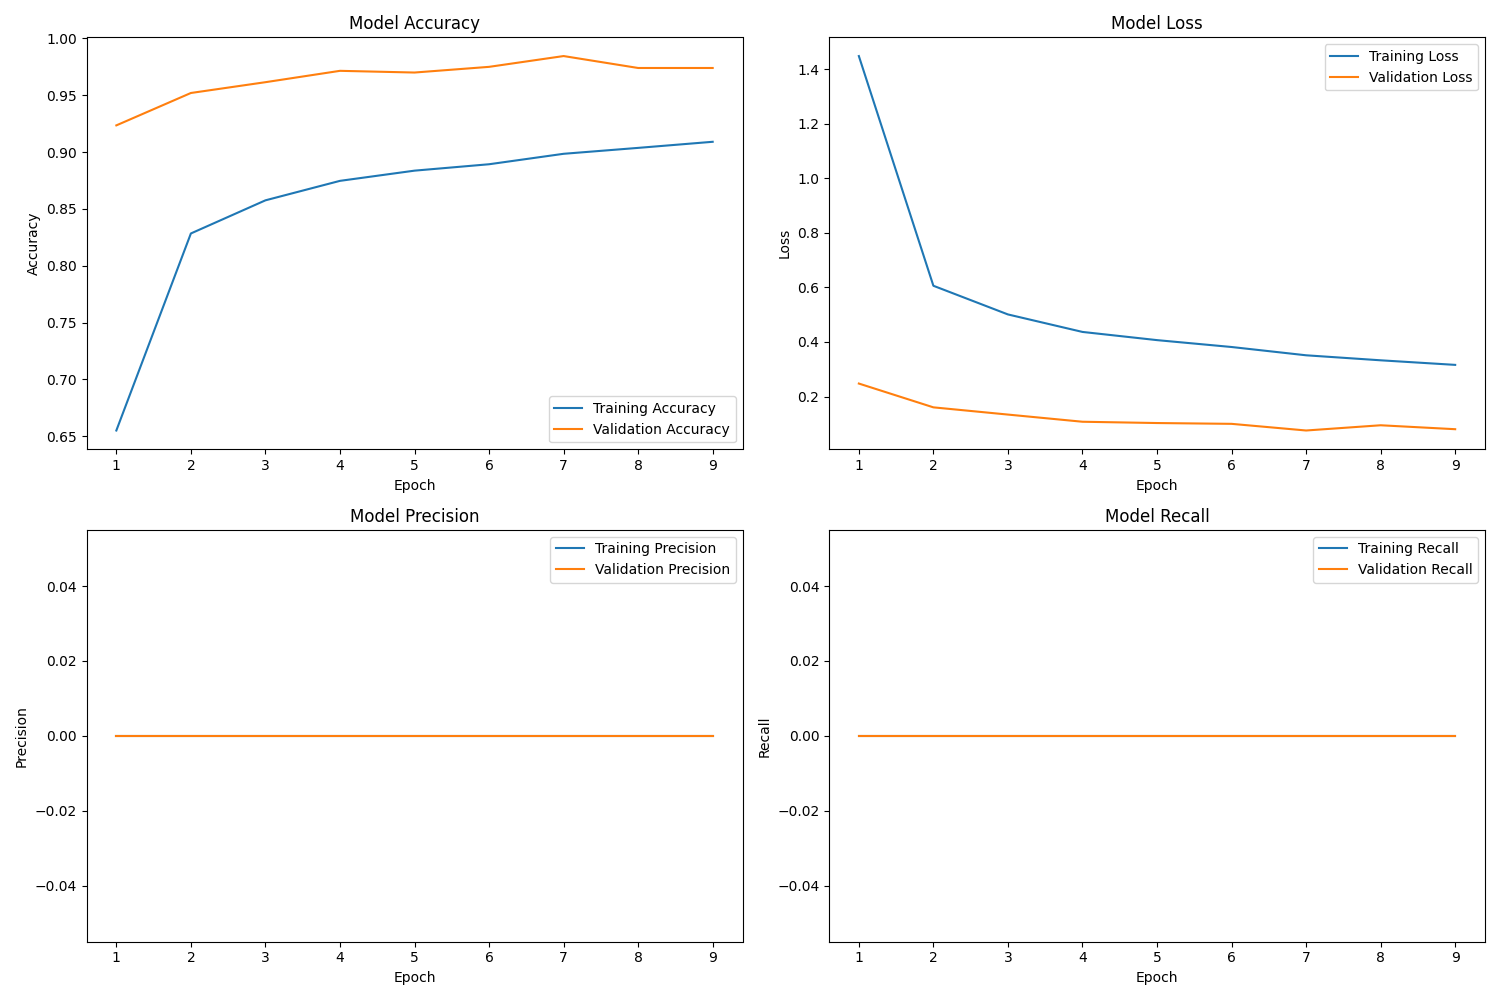 Model Accuracy
1.00
0.95
0.90
0.85
0.80
0.75
0.70
0.65
Accuracy
Training Accuracy
Validation Accuracy
1 2 3 4 5 6 7 8 9
Epoch
Model Loss
1.4
1.2
1.0
0.8
0.6
0.4
0.2
Loss
Training Loss
Validation Loss
1 2 3 4 5 6 7 8 9
Epoch
Model Precision
0.04
0.02
0.00
−0.02
−0.04
Precision
Training Precision
Validation Precision
1 2 3 4 5 6 7 8 9
Epoch
Model Recall
0.04
0.02
0.00
−0.02
−0.04
Recall
Training Recall
Validation Recall
1 2 3 4 5 6 7 8 9
Epoch